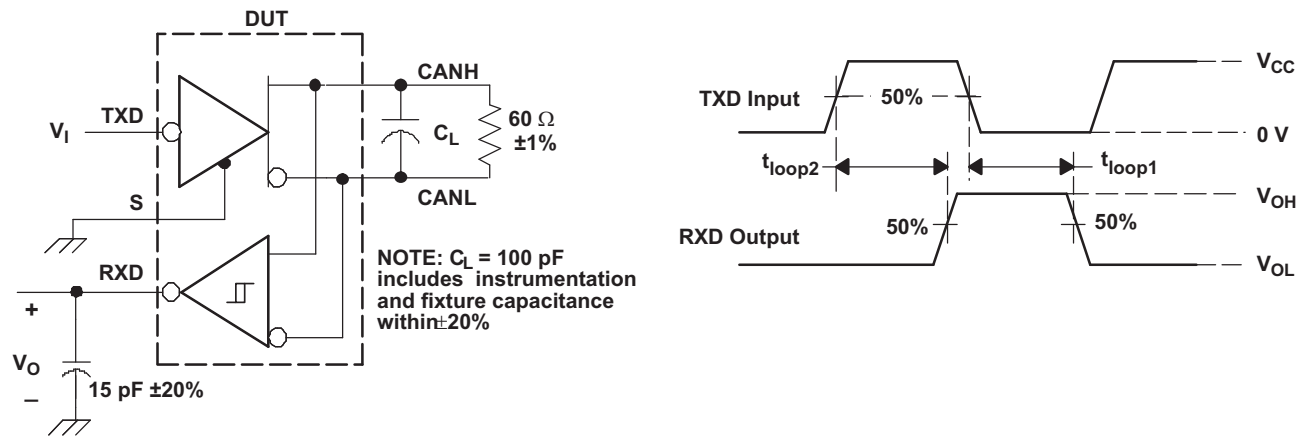 DUT
CANH
TXD
V_I
C_L
60 Ω
±1%
S
CANL
RXD
NOTE: C_L = 100 pF
includes instrumentation
and fixture capacitance
within±20%
+
V_O
15 pF ±20%
–
V_CC
TXD Input
50%
0 V
t_loop2
t_loop1
V_OH
50%
50%
RXD Output
V_OL